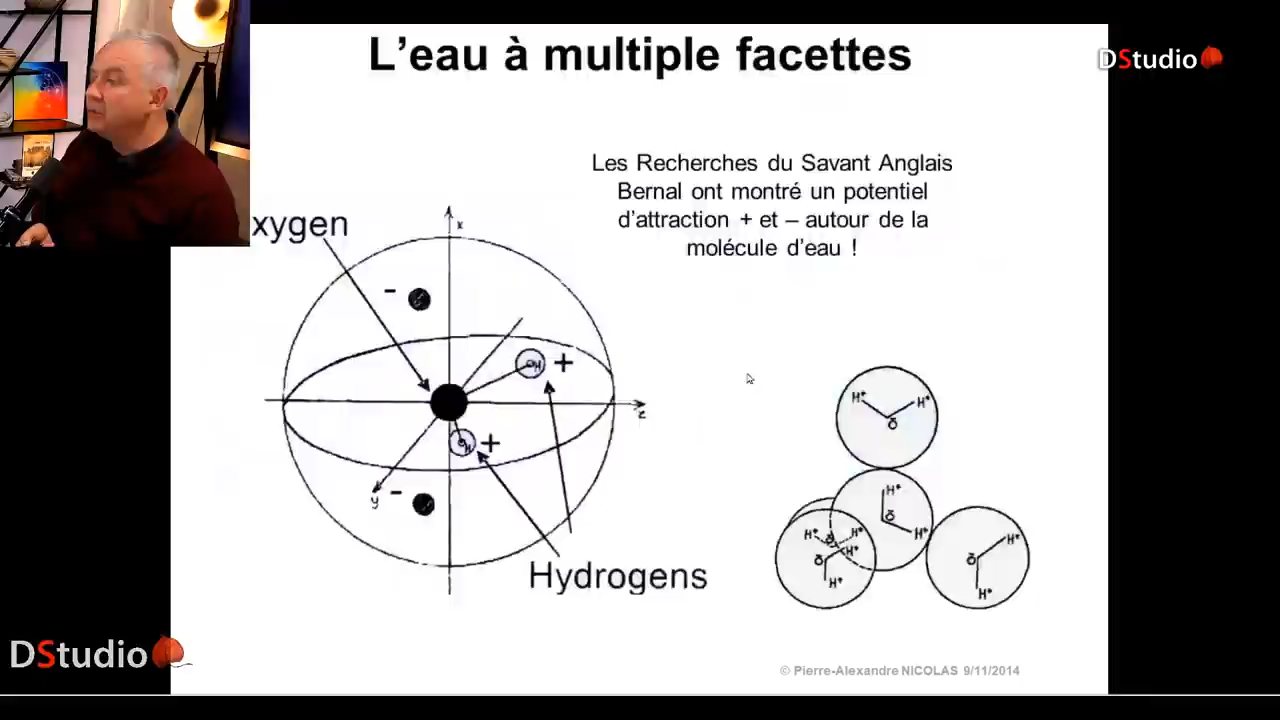 L'eau à multiple facettes
DStudio
Les Recherches du Savant Anglais
Bernal ont montré un potentiel
d'attraction + et – autour de la
molécule d'eau !
xygen
x
-
H +
z
H +
y -
Hydrogens
H⁺ H⁺
Ō
H⁺
Ō
H⁺
H⁺ Ō H⁺
Ō H⁺
H⁺
Ō H⁺
H⁺
DStudio
© Pierre-Alexandre NICOLAS 9/11/2014